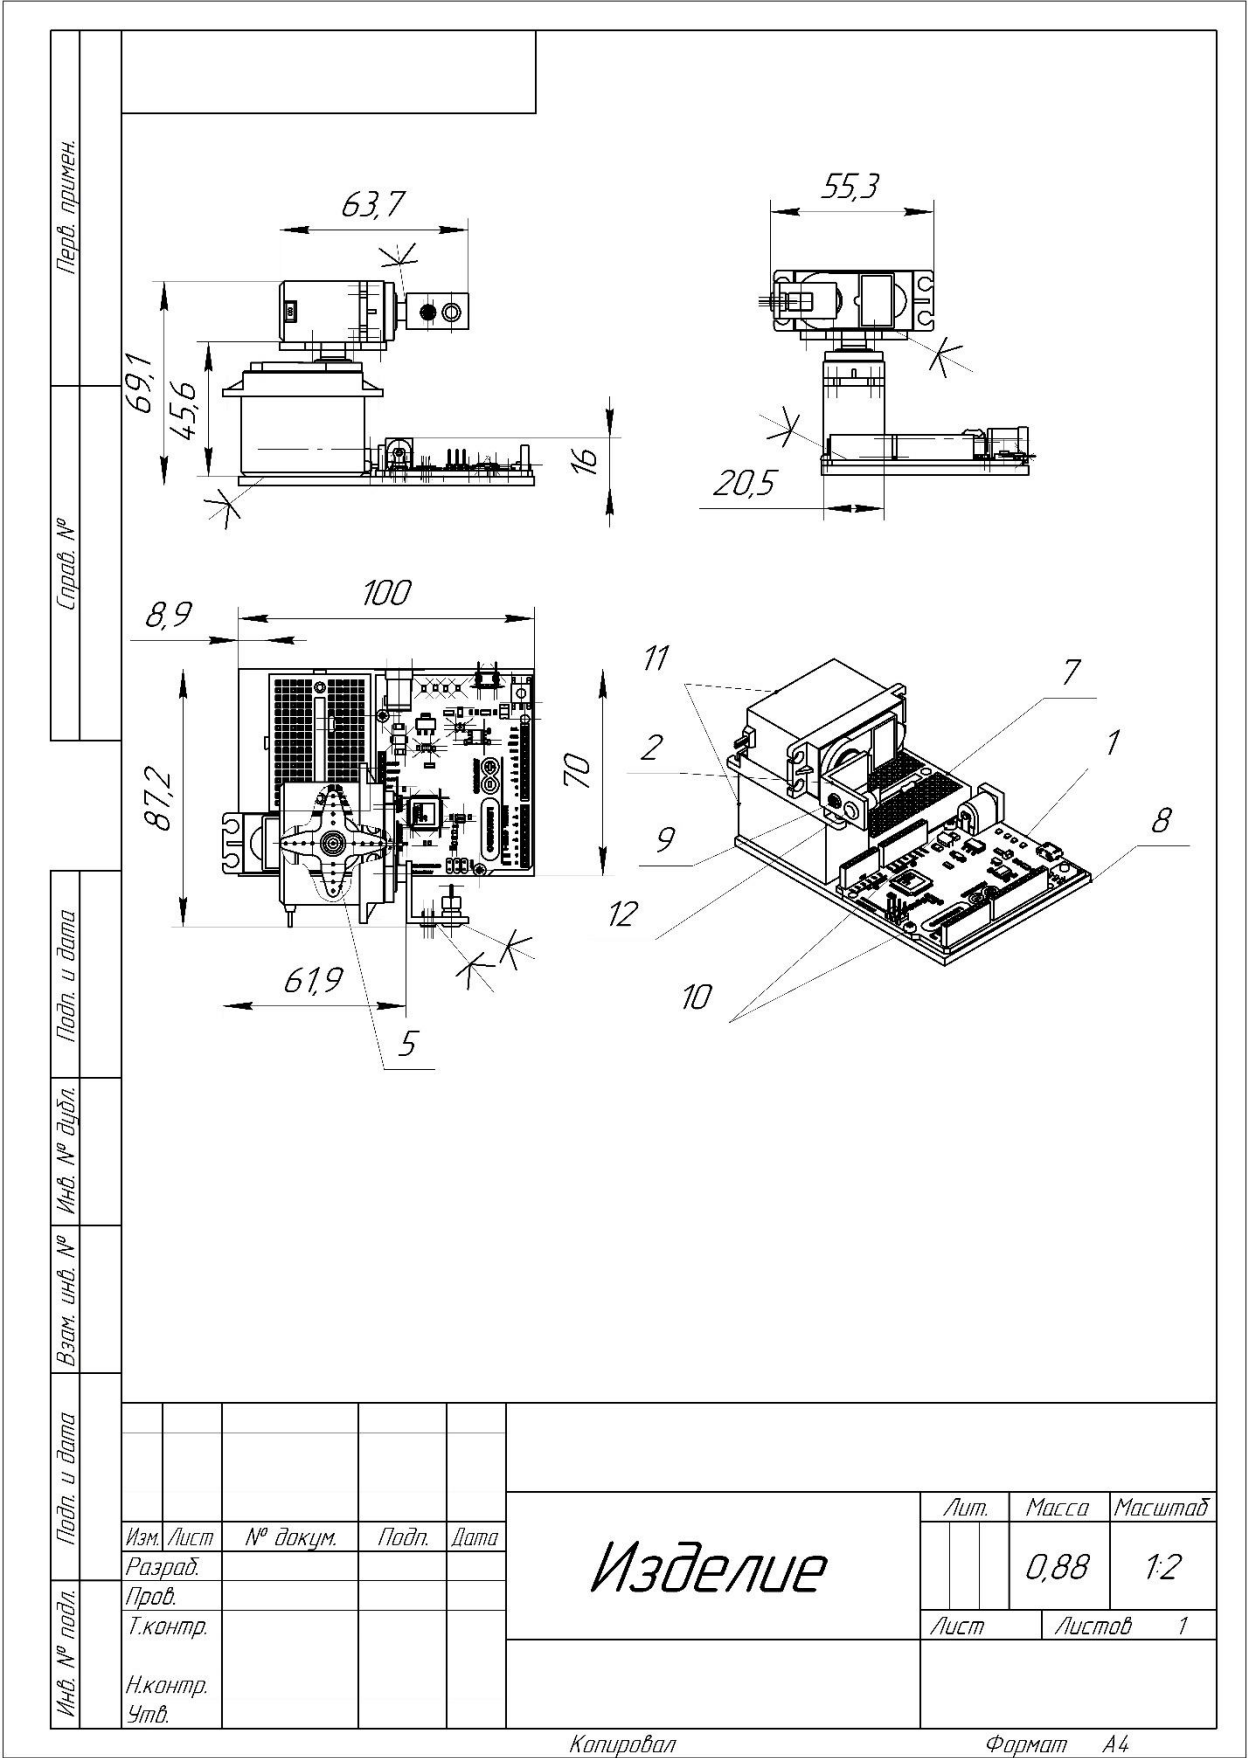 Перв. примен.
Справ. №
Подп. и дата
Инв. № дубл.
Взам. инв. №
Подп. и дата
Инв. № подл.
63,7
69,1
45,6
16
55,3
20,5
100
8,9
87,2
70
61,9
5
11
7
2
1
9
8
12
10
Изм. Лист № докум. Подп. Дата
Разраб.
Пров.
Т.контр.
Н.контр.
Утв.
Изделие
Лит. Масса Масштаб
0,88 1:2
Лист Листов 1
Копировал Формат А4